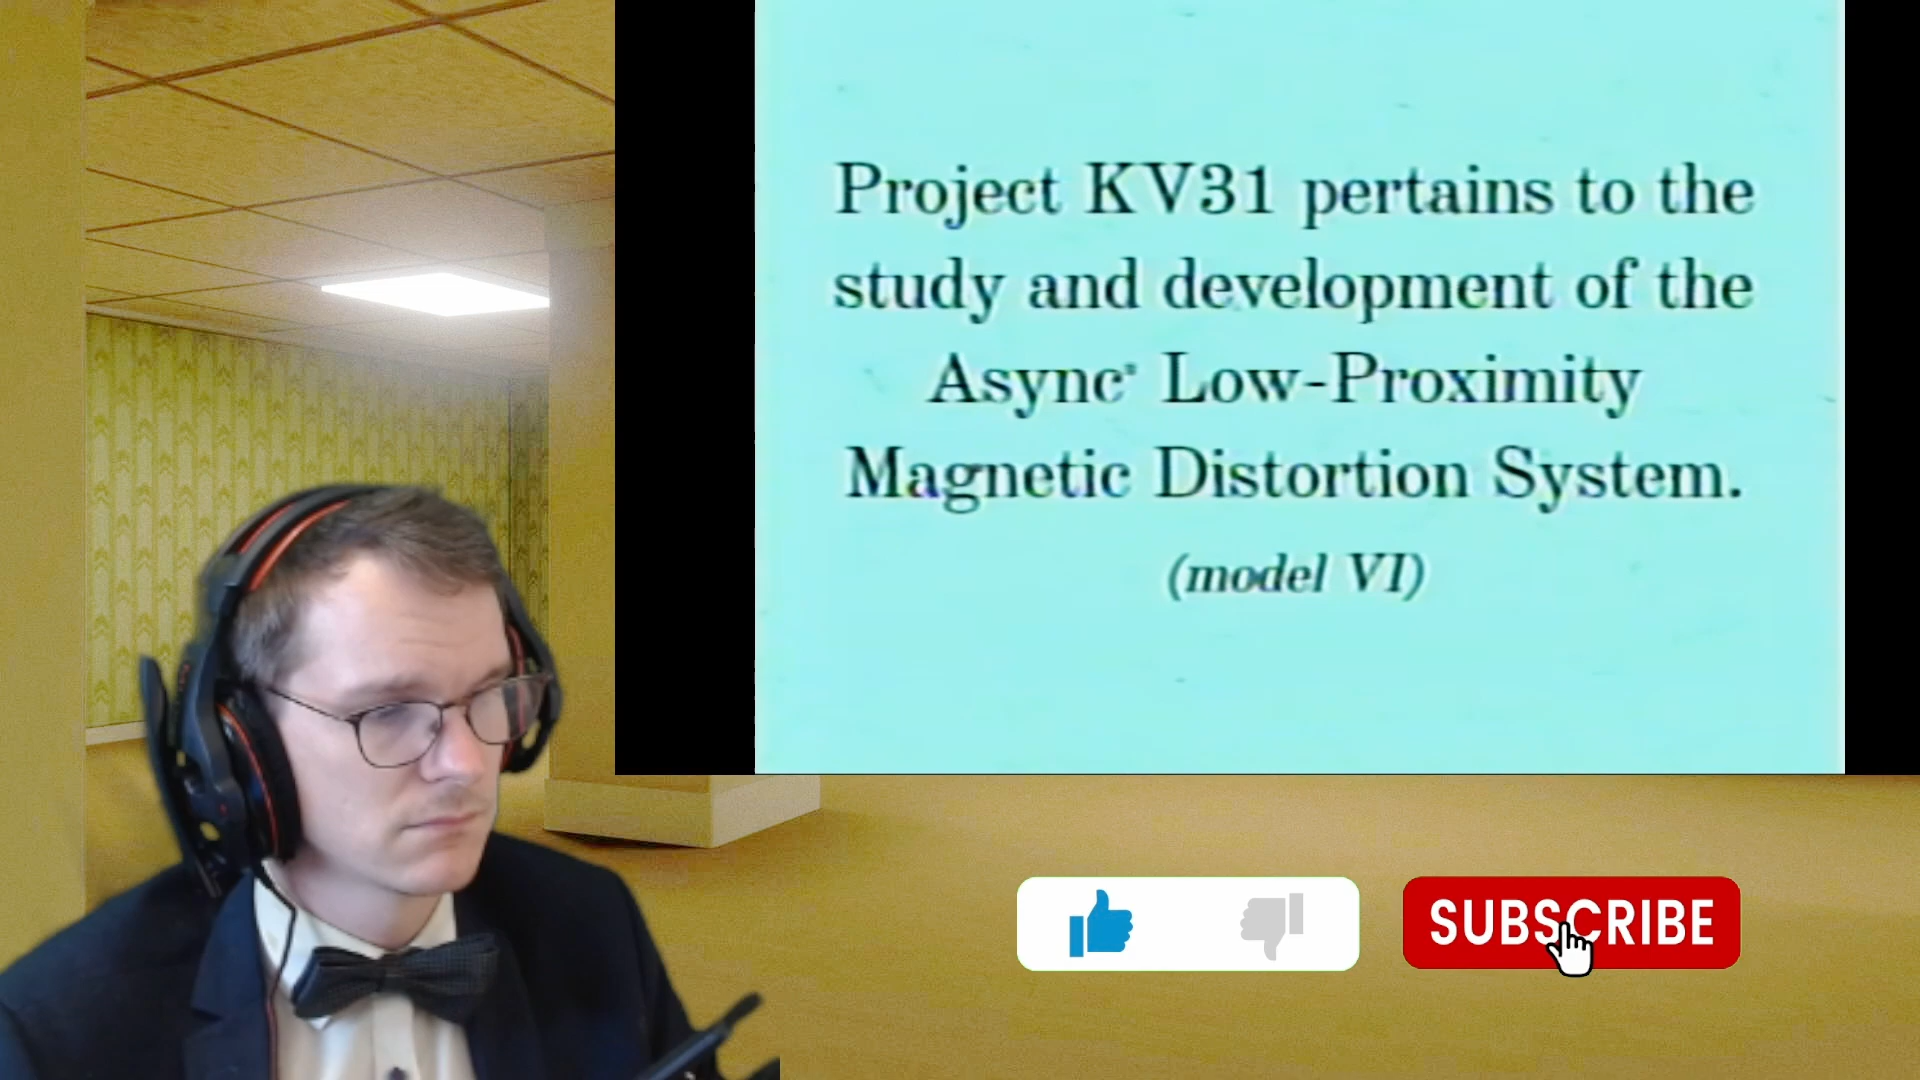 Project KV31 pertains to the
study and development of the
Async Low-Proximity
Magnetic Distortion System.
(model VI)
SUBSCRIBE